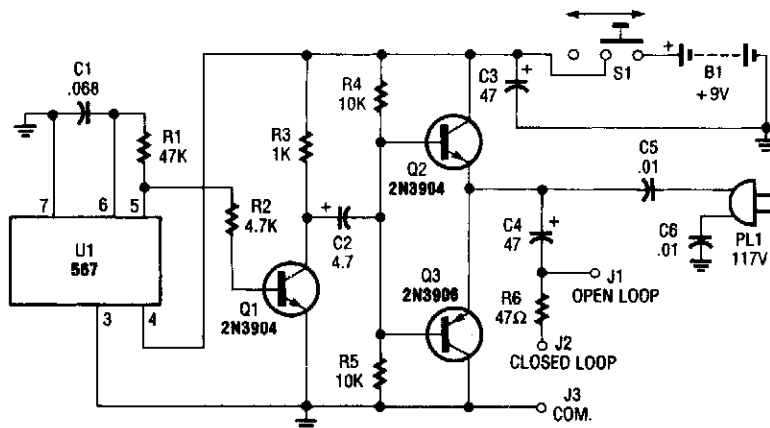 C1
.068
R1
47K
7
6
5
U1
567
3
4
R2
4.7K
R3
1K
Q1
2N3904
+
C2
4.7
R4
10K
R5
10K
Q2
2N3904
Q3
2N3906
C3
47
+
S1
+
B1
+9V
C4
47
+
R6
47Ω
C5
.01
C6
.01
PL1
117V
J1
OPEN LOOP
J2
CLOSED LOOP
J3
COM.